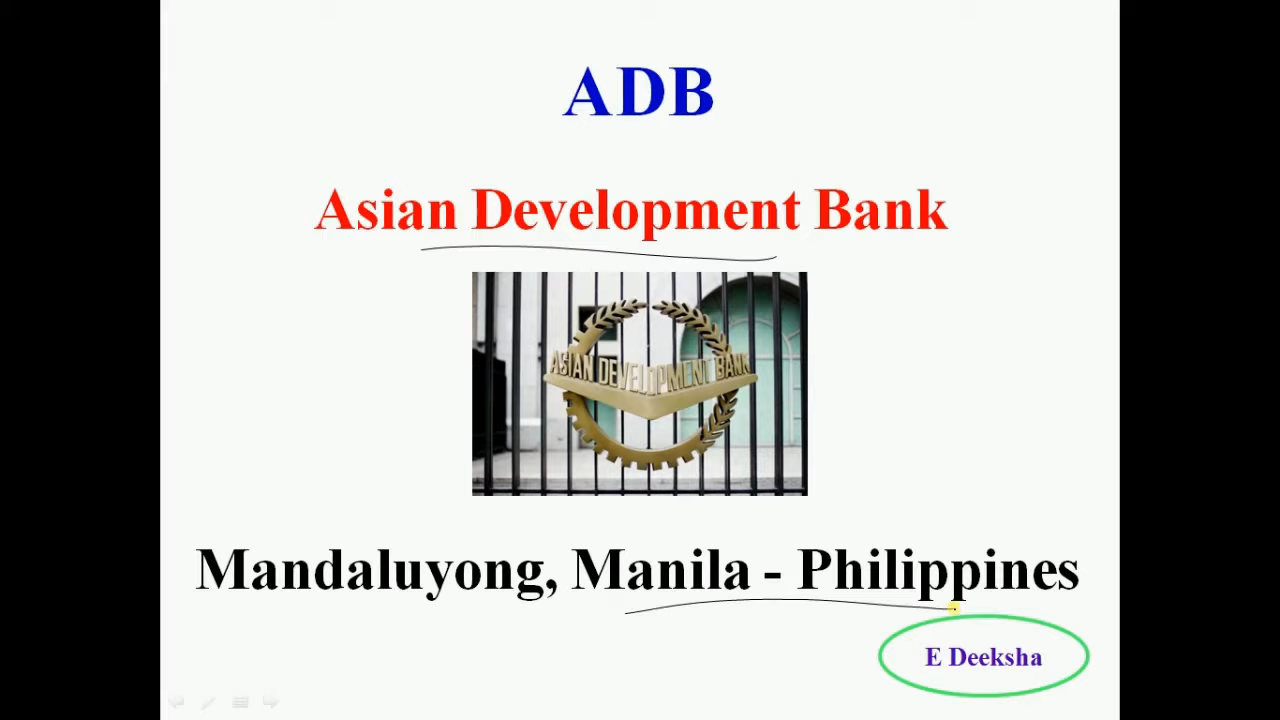 ADB
Asian Development Bank
ASIAN DEVELOPMENT BANK
Mandaluyong, Manila - Philippines
E Deeksha